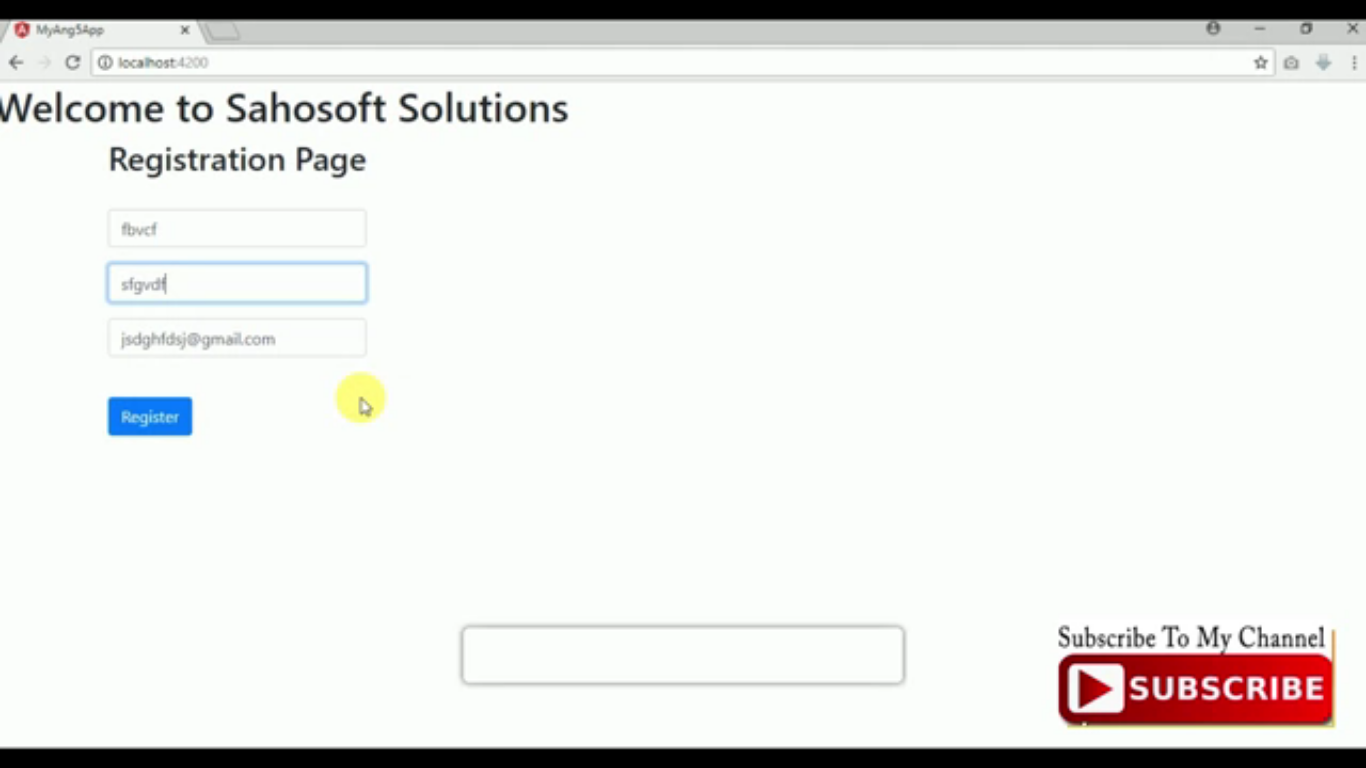 MyAng5App
localhost:4200
Welcome to Sahosoft Solutions
Registration Page
fbvcf
sfgvdf
jsdghfdsj@gmail.com
Register
Subscribe To My Channel
SUBSCRIBE